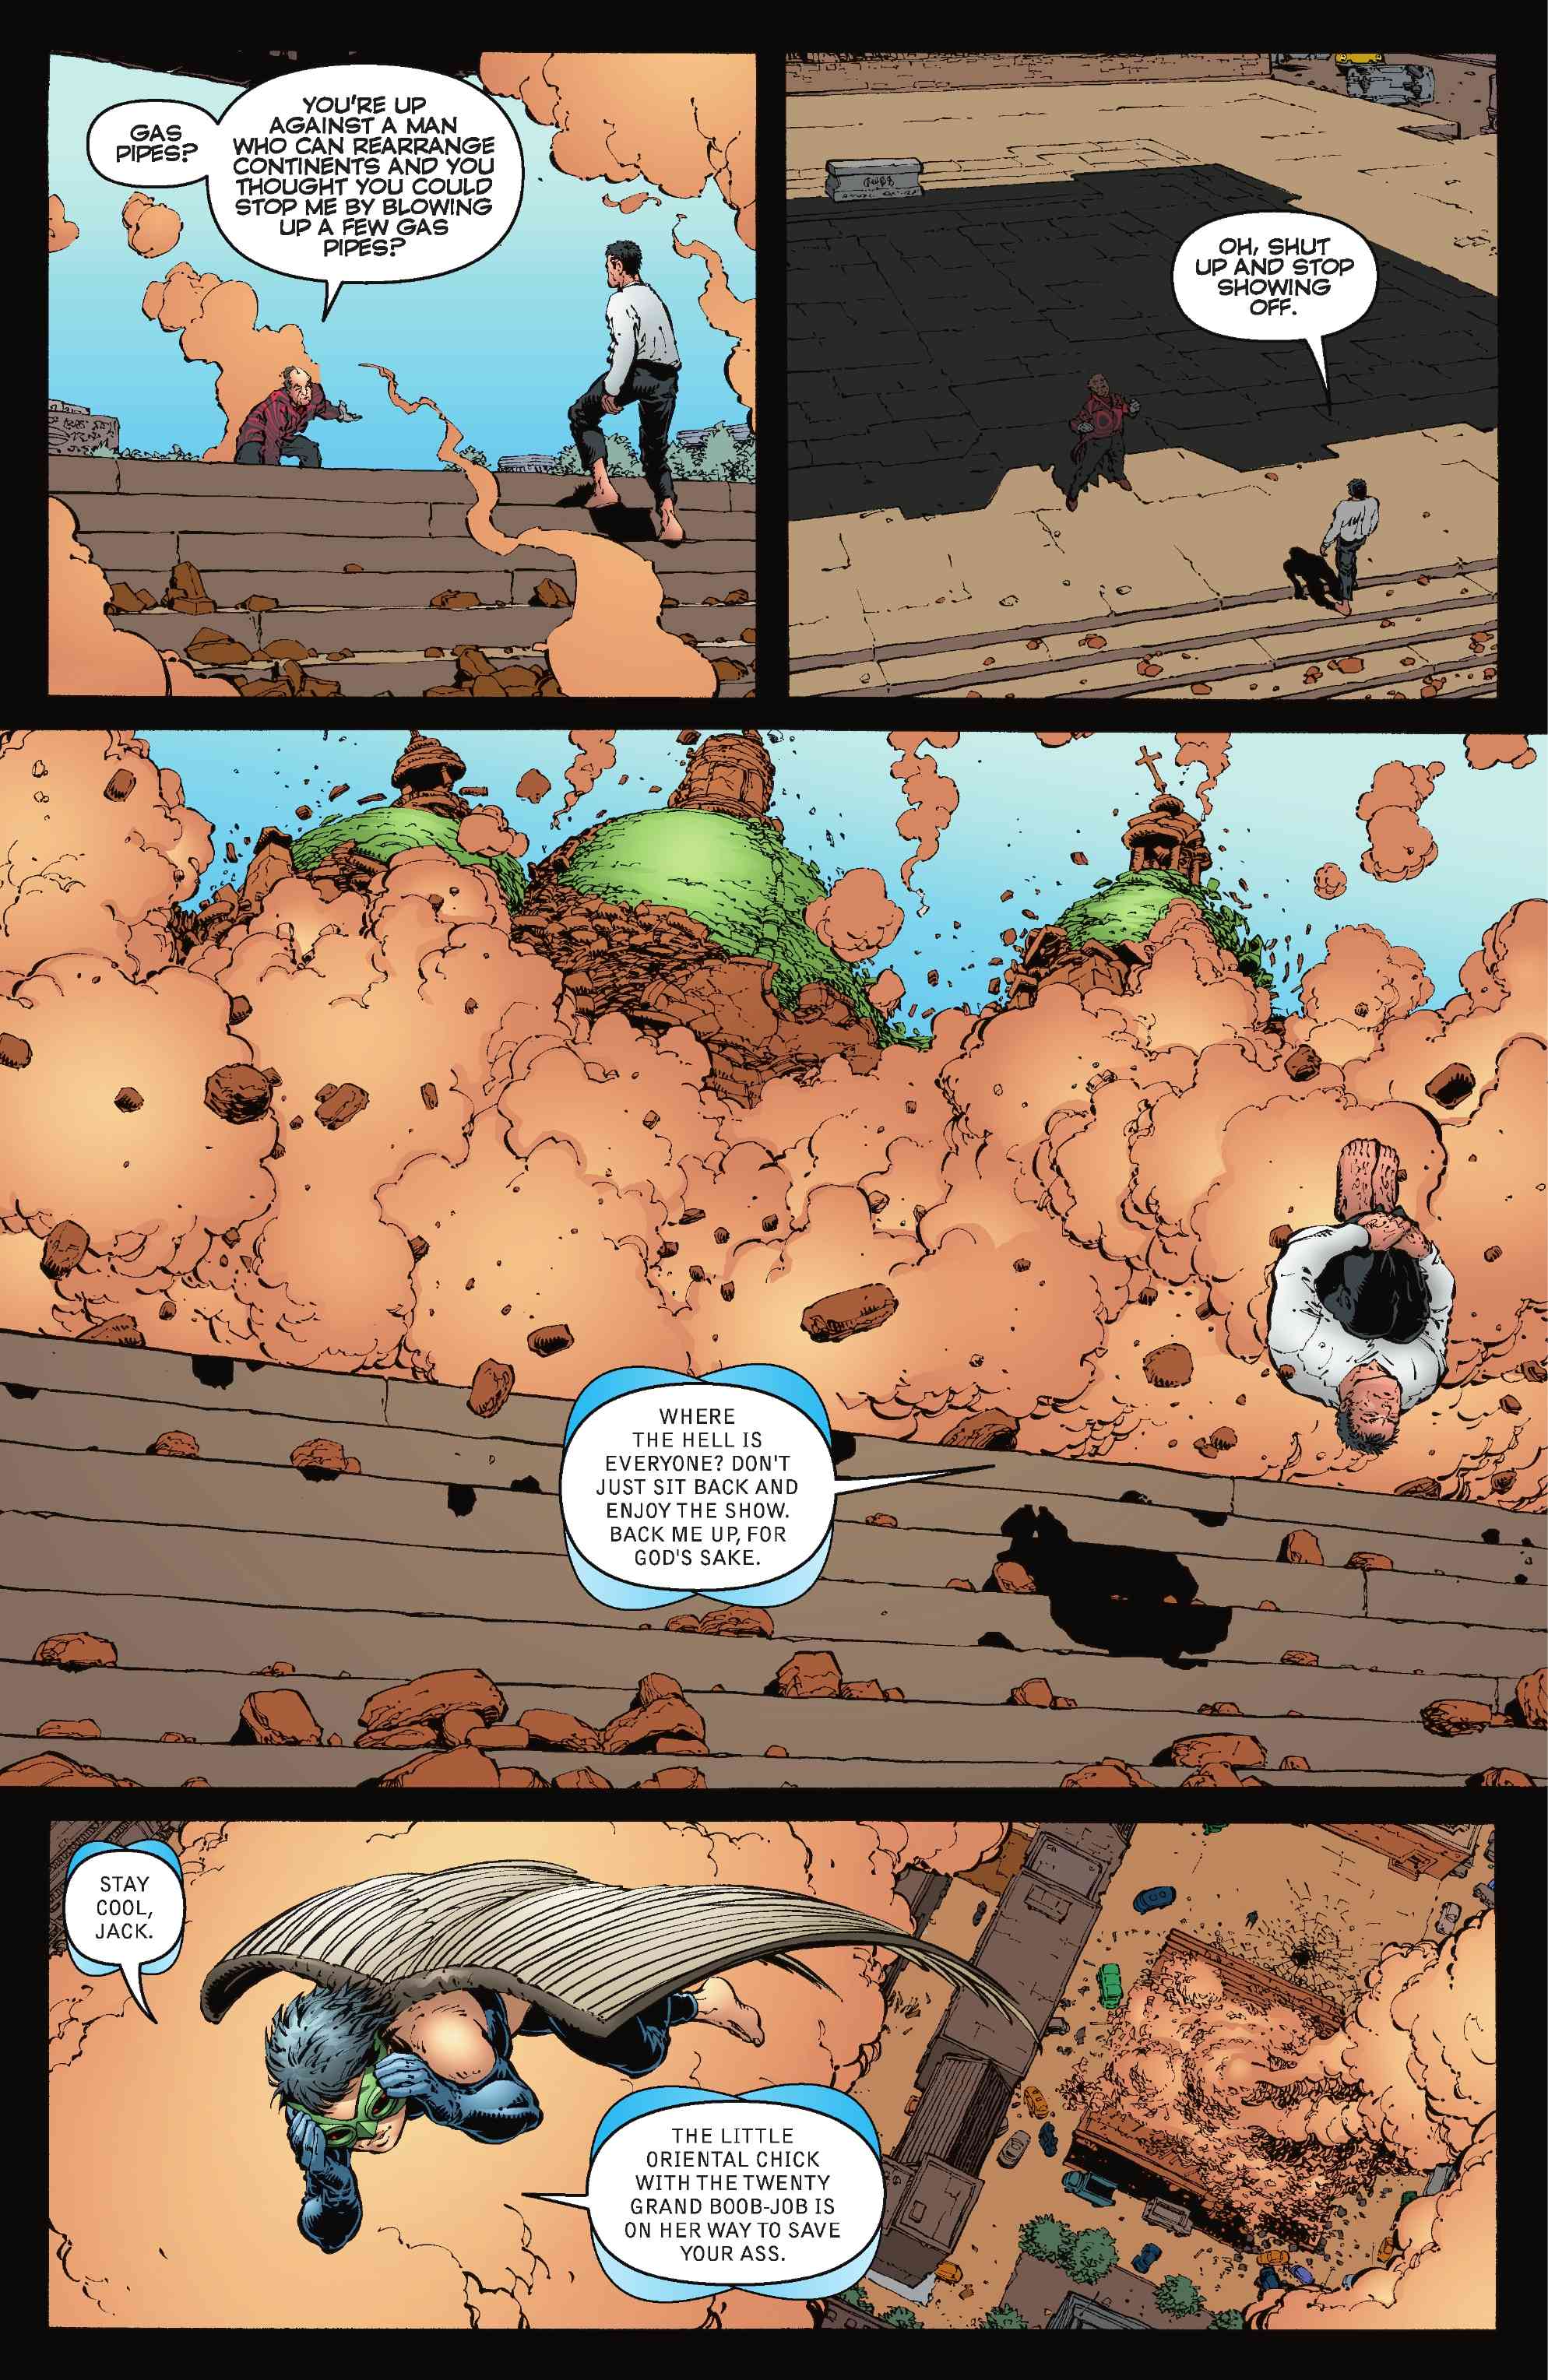 GAS
PIPES?
YOU'RE UP
AGAINST A MAN
WHO CAN REARRANGE
CONTINENTS AND YOU
THOUGHT YOU COULD
STOP ME BY BLOWING
UP A FEW GAS
PIPES?
OH, SHUT
UP AND STOP
SHOWING
OFF.
WHERE
THE HELL IS
EVERYONE? DON'T
JUST SIT BACK AND
ENJOY THE SHOW.
BACK ME UP, FOR
GOD'S SAKE.
STAY
COOL,
JACK.
THE LITTLE
ORIENTAL CHICK
WITH THE TWENTY
GRAND BOOB-JOB IS
ON HER WAY TO SAVE
YOUR ASS.